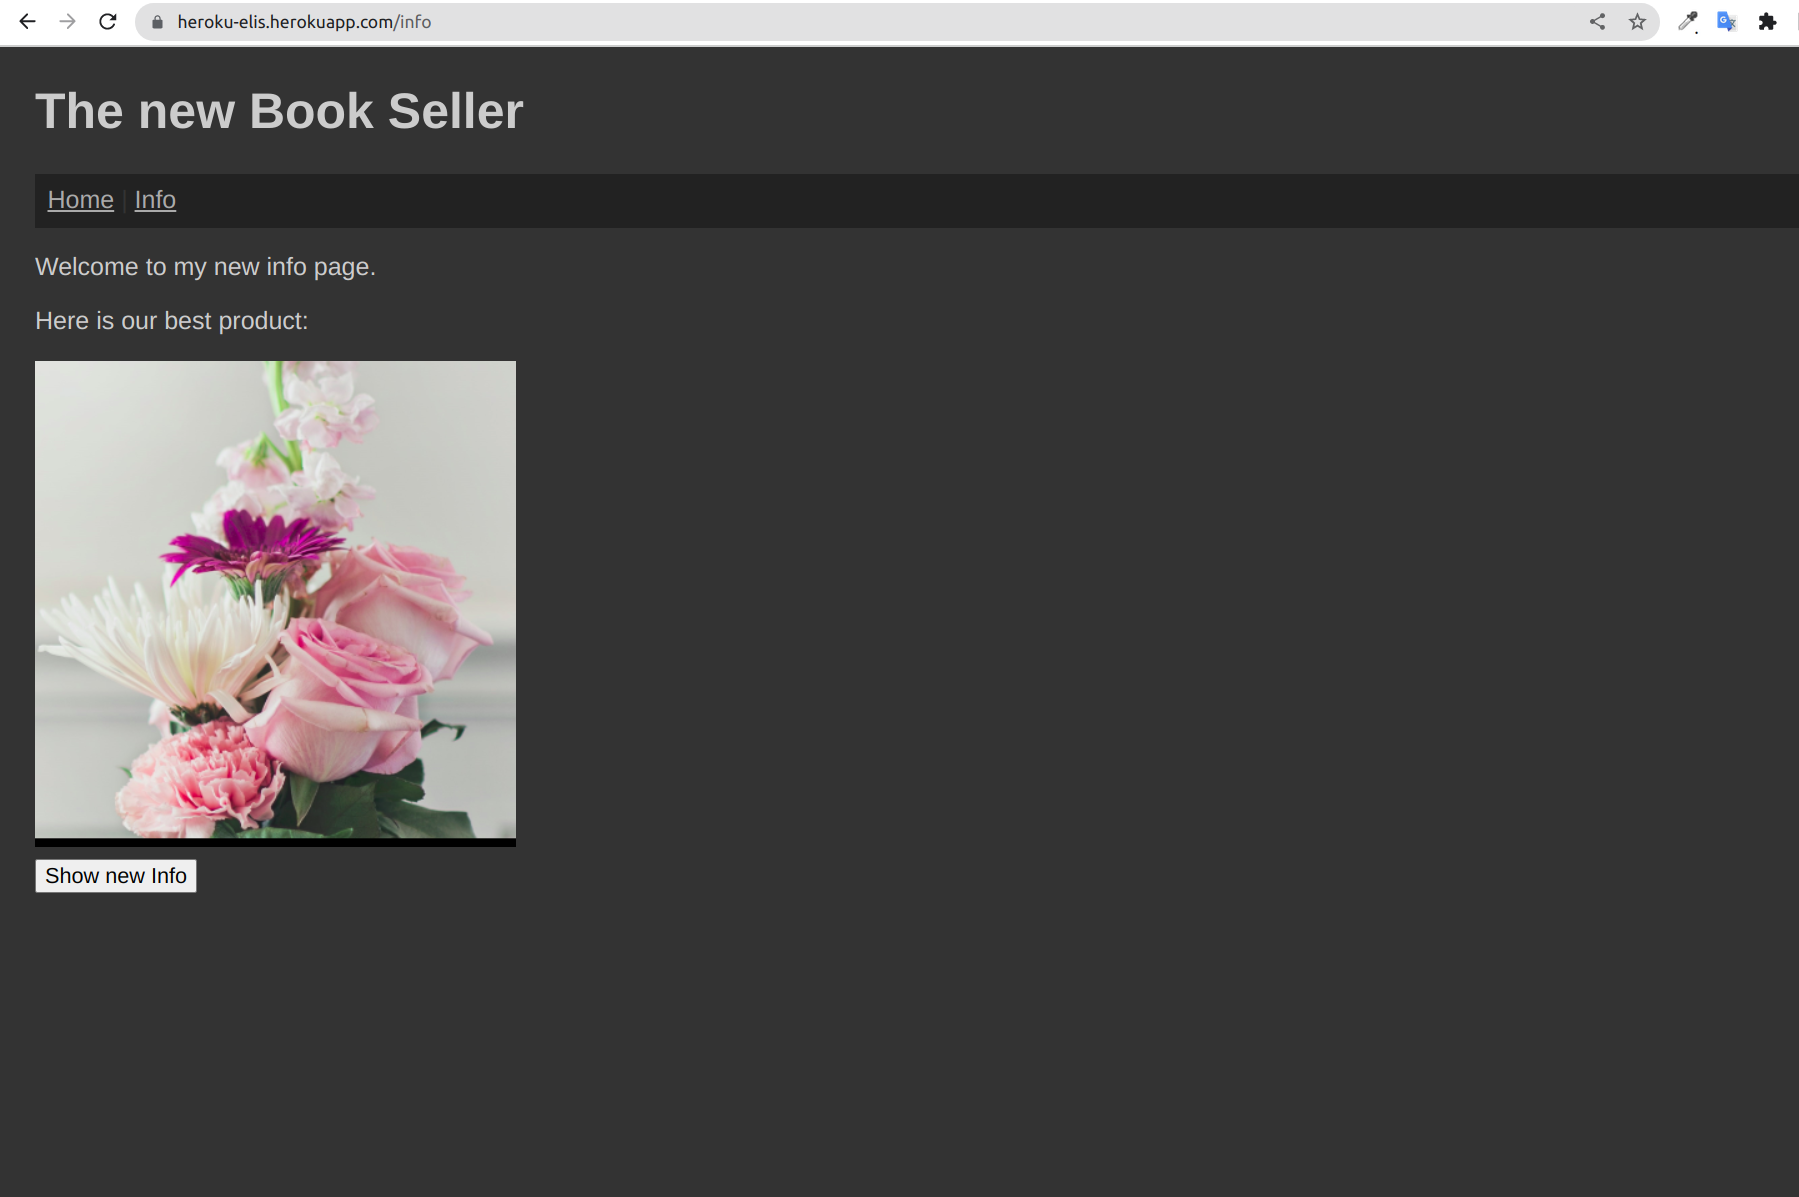 heroku-elis.herokuapp.com/info
The new Book Seller
Home | Info
Welcome to my new info page.
Here is our best product:
Show new Info